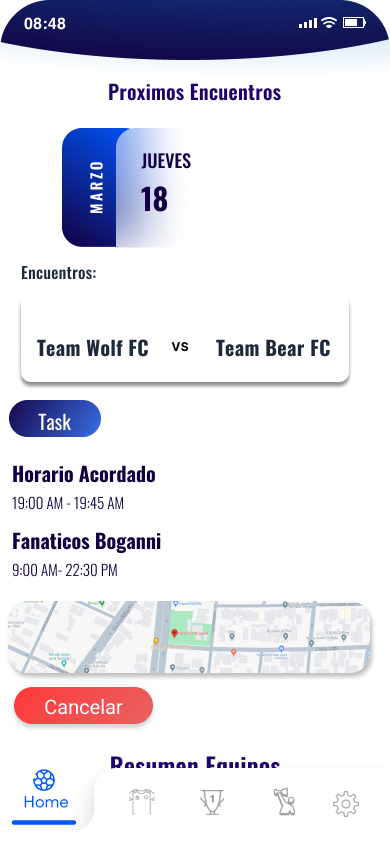 08:48
Proximos Encuentros
MARZO
JUEVES
18
Encuentros:
Team Wolf FC vs Team Bear FC
Task
Horario Acordado
19:00 AM - 19:45 AM
Fanaticos Boganni
9:00 AM- 22:30 PM
Cancelar
Resumen Equipos
Home
1